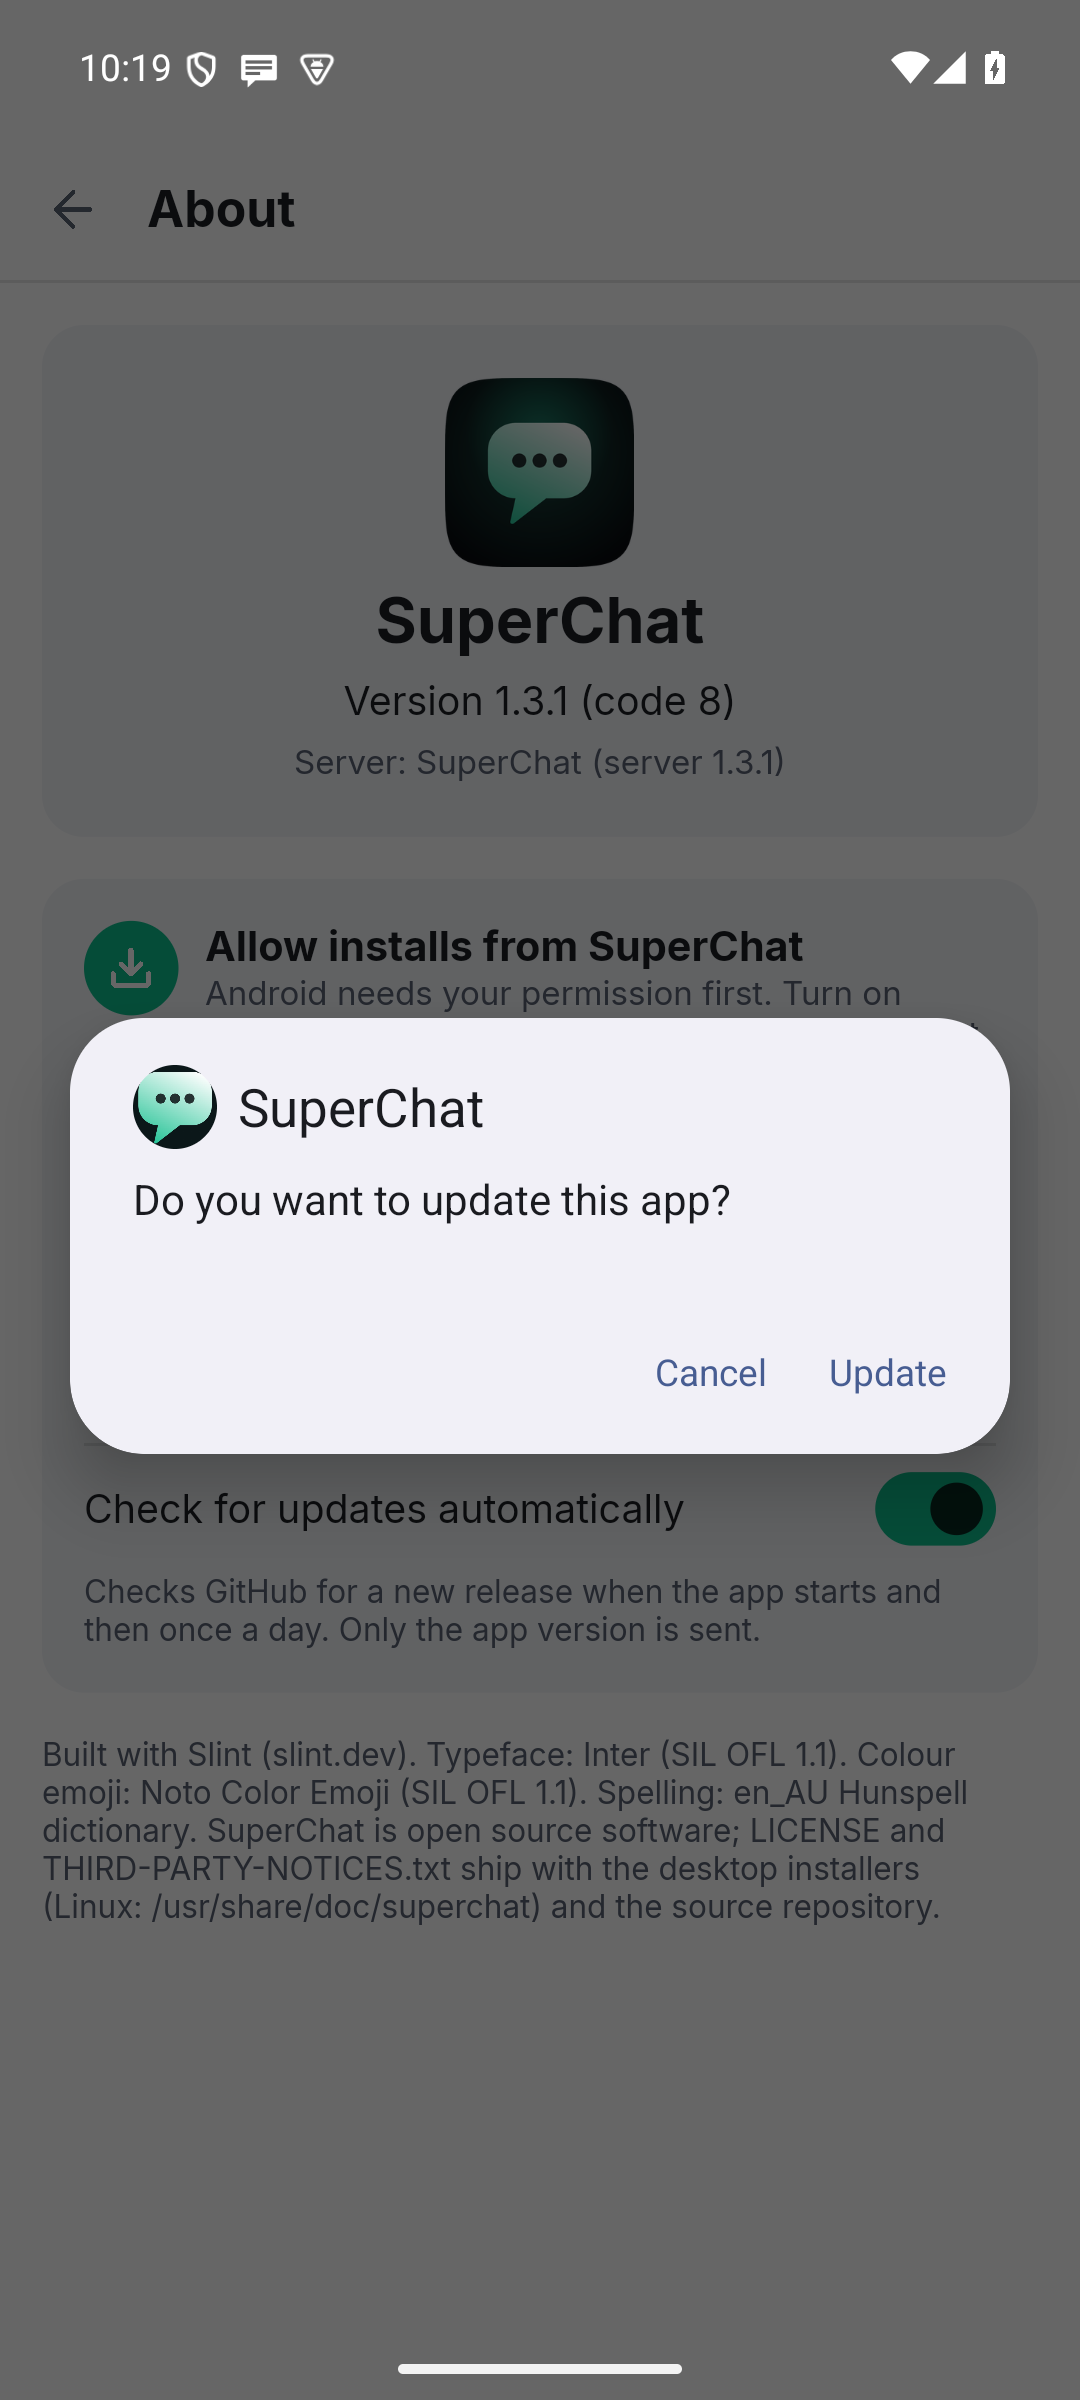 10:19
About
SuperChat
Version 1.3.1 (code 8)
Server: SuperChat (server 1.3.1)
Allow installs from SuperChat
Android needs your permission first. Turn on
SuperChat
Do you want to update this app?
Cancel Update
Check for updates automatically
Checks GitHub for a new release when the app starts and
then once a day. Only the app version is sent.
Built with Slint (slint.dev). Typeface: Inter (SIL OFL 1.1). Colour
emoji: Noto Color Emoji (SIL OFL 1.1). Spelling: en_AU Hunspell
dictionary. SuperChat is open source software; LICENSE and
THIRD-PARTY-NOTICES.txt ship with the desktop installers
(Linux: /usr/share/doc/superchat) and the source repository.